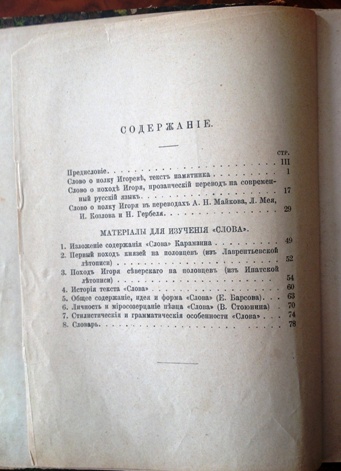 СОДЕРЖАНІЕ.
СТР.
Предисловіе III
Слово о полку Игоревѣ, текстъ памятника 1
Слово о походѣ Игоря, прозаическій переводъ на современ-
ный русскій языкъ 17
Слово о полку Игоря въ переводахъ А. Н. Майкова, Л. Мея,
И. Козлова и Н. Гербеля 29
МАТЕРІАЛЫ ДЛЯ ИЗУЧЕНІЯ «СЛОВА».
1. Изложеніе содержанія «Слова» Карамзина 49
2. Первый походъ князей на половцевъ (изъ Лаврентьевской
лѣтописи) 52
3. Походъ Игоря сѣверскаго на половцевъ (изъ Ипатской
лѣтописи) 54
4. Исторія текста «Слова» 60
5. Общее содержаніе, идея и форма «Слова» (Е. Барсова) 63
6. Личность и міросозерцаніе пѣвца «Слова» (В. Стоюнина) 70
7. Стилистическія и грамматическія особенности «Слова» 74
8. Словарь 78